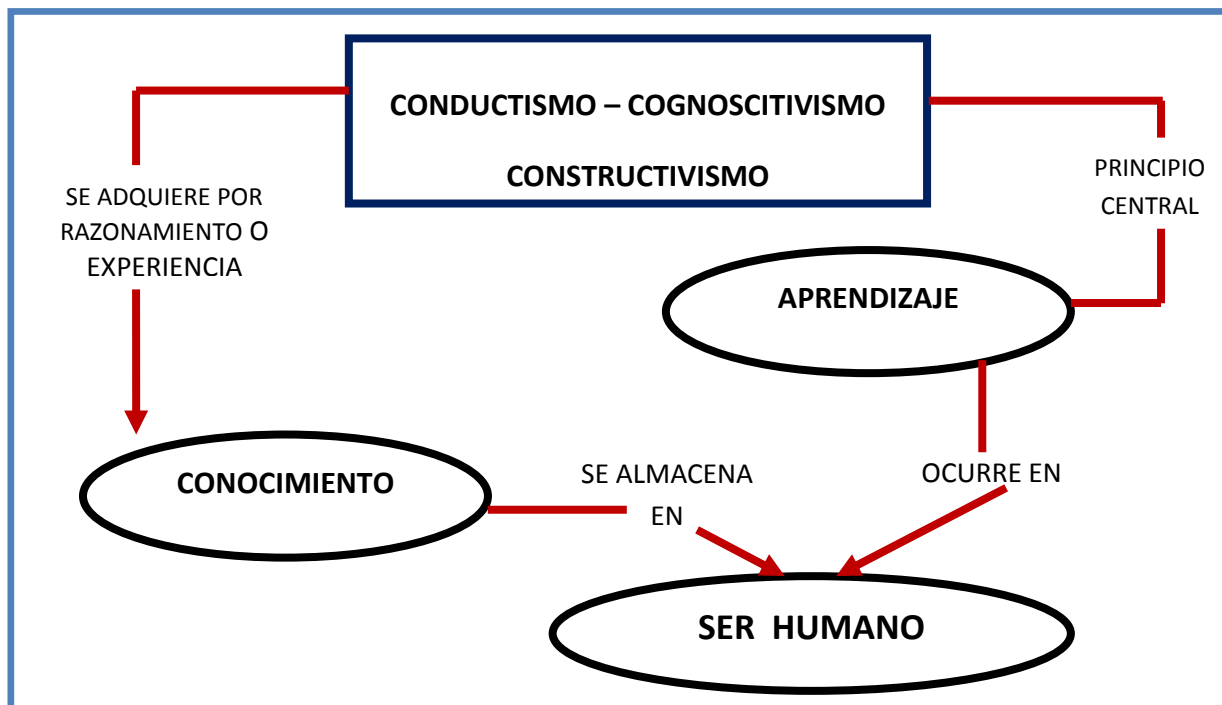 CONDUCTISMO – COGNOSCITIVISMO
CONSTRUCTIVISMO
SE ADQUIERE POR
RAZONAMIENTO O
EXPERIENCIA
PRINCIPIO
CENTRAL
APRENDIZAJE
CONOCIMIENTO
SE ALMACENA
EN
OCURRE EN
SER HUMANO